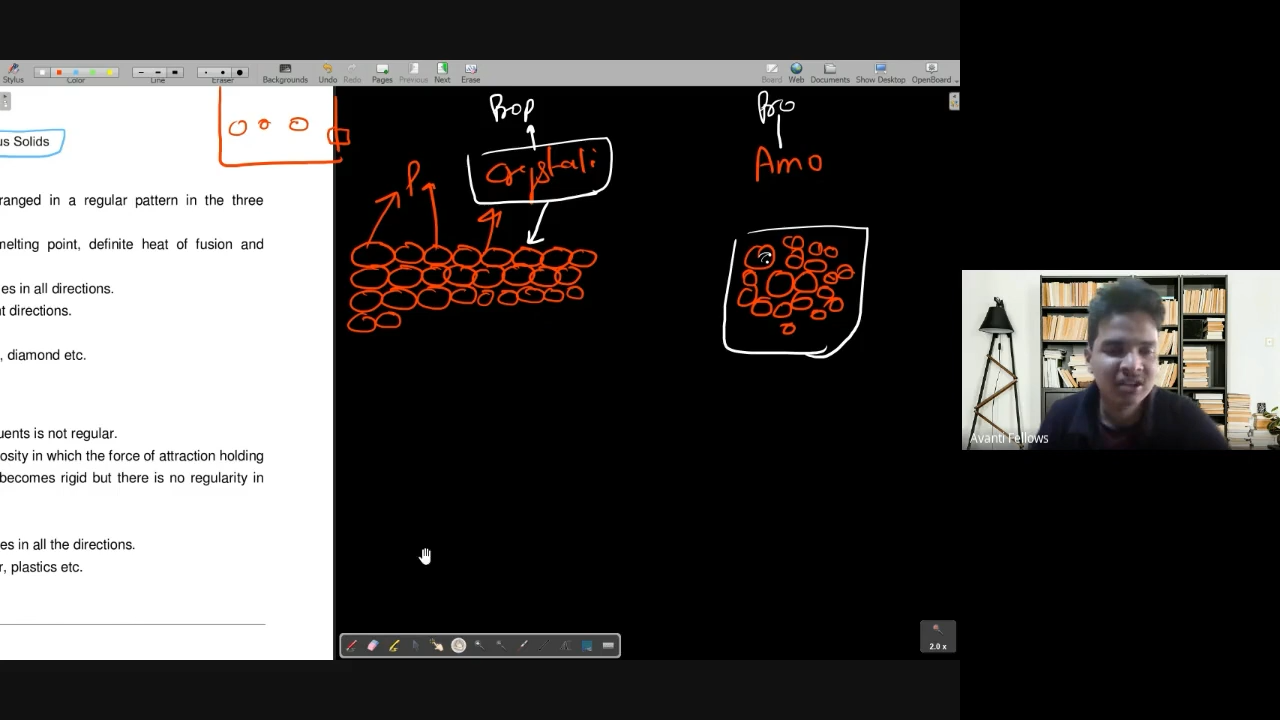 Stylus
Color
Line
Eraser
Backgrounds
Undo
Redo
Pages
Previous
Next
Erase
Board
Web
Documents
Show Desktop
OpenBoard
us Solids
ranged in a regular pattern in the three
melting point, definite heat of fusion and
es in all directions.
t directions.
, diamond etc.
uents is not regular.
osity in which the force of attraction holding
becomes rigid but there is no regularity in
es in all the directions.
r, plastics etc.
P
Crystali
Amo
Avanti Fellows
2.0 x